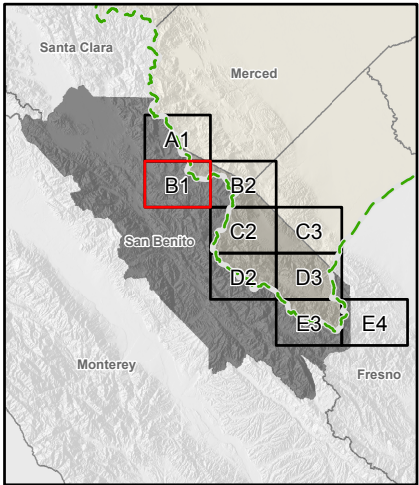 Santa Clara
Merced
A1
B1
B2
San Benito
C2
C3
D2
D3
E3
E4
Monterey
Fresno